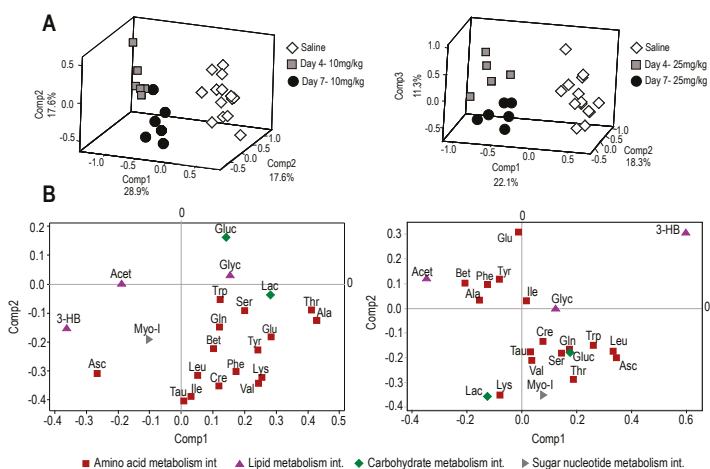 A
0.5
0.0
-0.5
Comp2
17.6%
-1.0
-0.5
0.0
0.5
Comp1
28.9%
-0.5
0.0
0.5
1.0
Comp2
17.6%
Saline
Day 4- 10mg/kg
Day 7- 10mg/kg
1.0
0.5
0.0
-0.5
Comp3
11.3%
-1.0
-0.5
0.0
0.5
Comp1
22.1%
-0.5
0.0
0.5
1.0
Comp2
18.3%
Saline
Day 4- 25mg/kg
Day 7- 25mg/kg
B
0
0.2
0.1
0.0
-0.1
-0.2
-0.3
-0.4
Comp2
Gluc
Glyc
Acet
Lac
0
Trp
Ser
Thr
Ala
3-HB
Myo-I
Gln
Glu
Bet
Tyr
Asc
Leu
Phe
Lys
Tau
Ile
Cre
Val
-0.4
-0.3
-0.2
-0.1
0.0
0.1
0.2
0.3
0.4
0.5
Comp1
0
0.3
0.2
0.1
0.0
-0.1
-0.2
-0.3
-0.4
Comp2
Glu
3-HB
Acet
Bet
Phe
Tyr
Ala
Ile
Glyc
0
Cre
Gln
Trp
Leu
Tau
Ser
Gluc
Asc
Val
Thr
Lac
Lys
Myo-I
-0.4
-0.2
0.0
0.2
0.4
0.6
Comp1
Amino acid metabolism int
Lipid metabolism int.
Carbohydrate metabolism int.
Sugar nucleotide metabolism int.